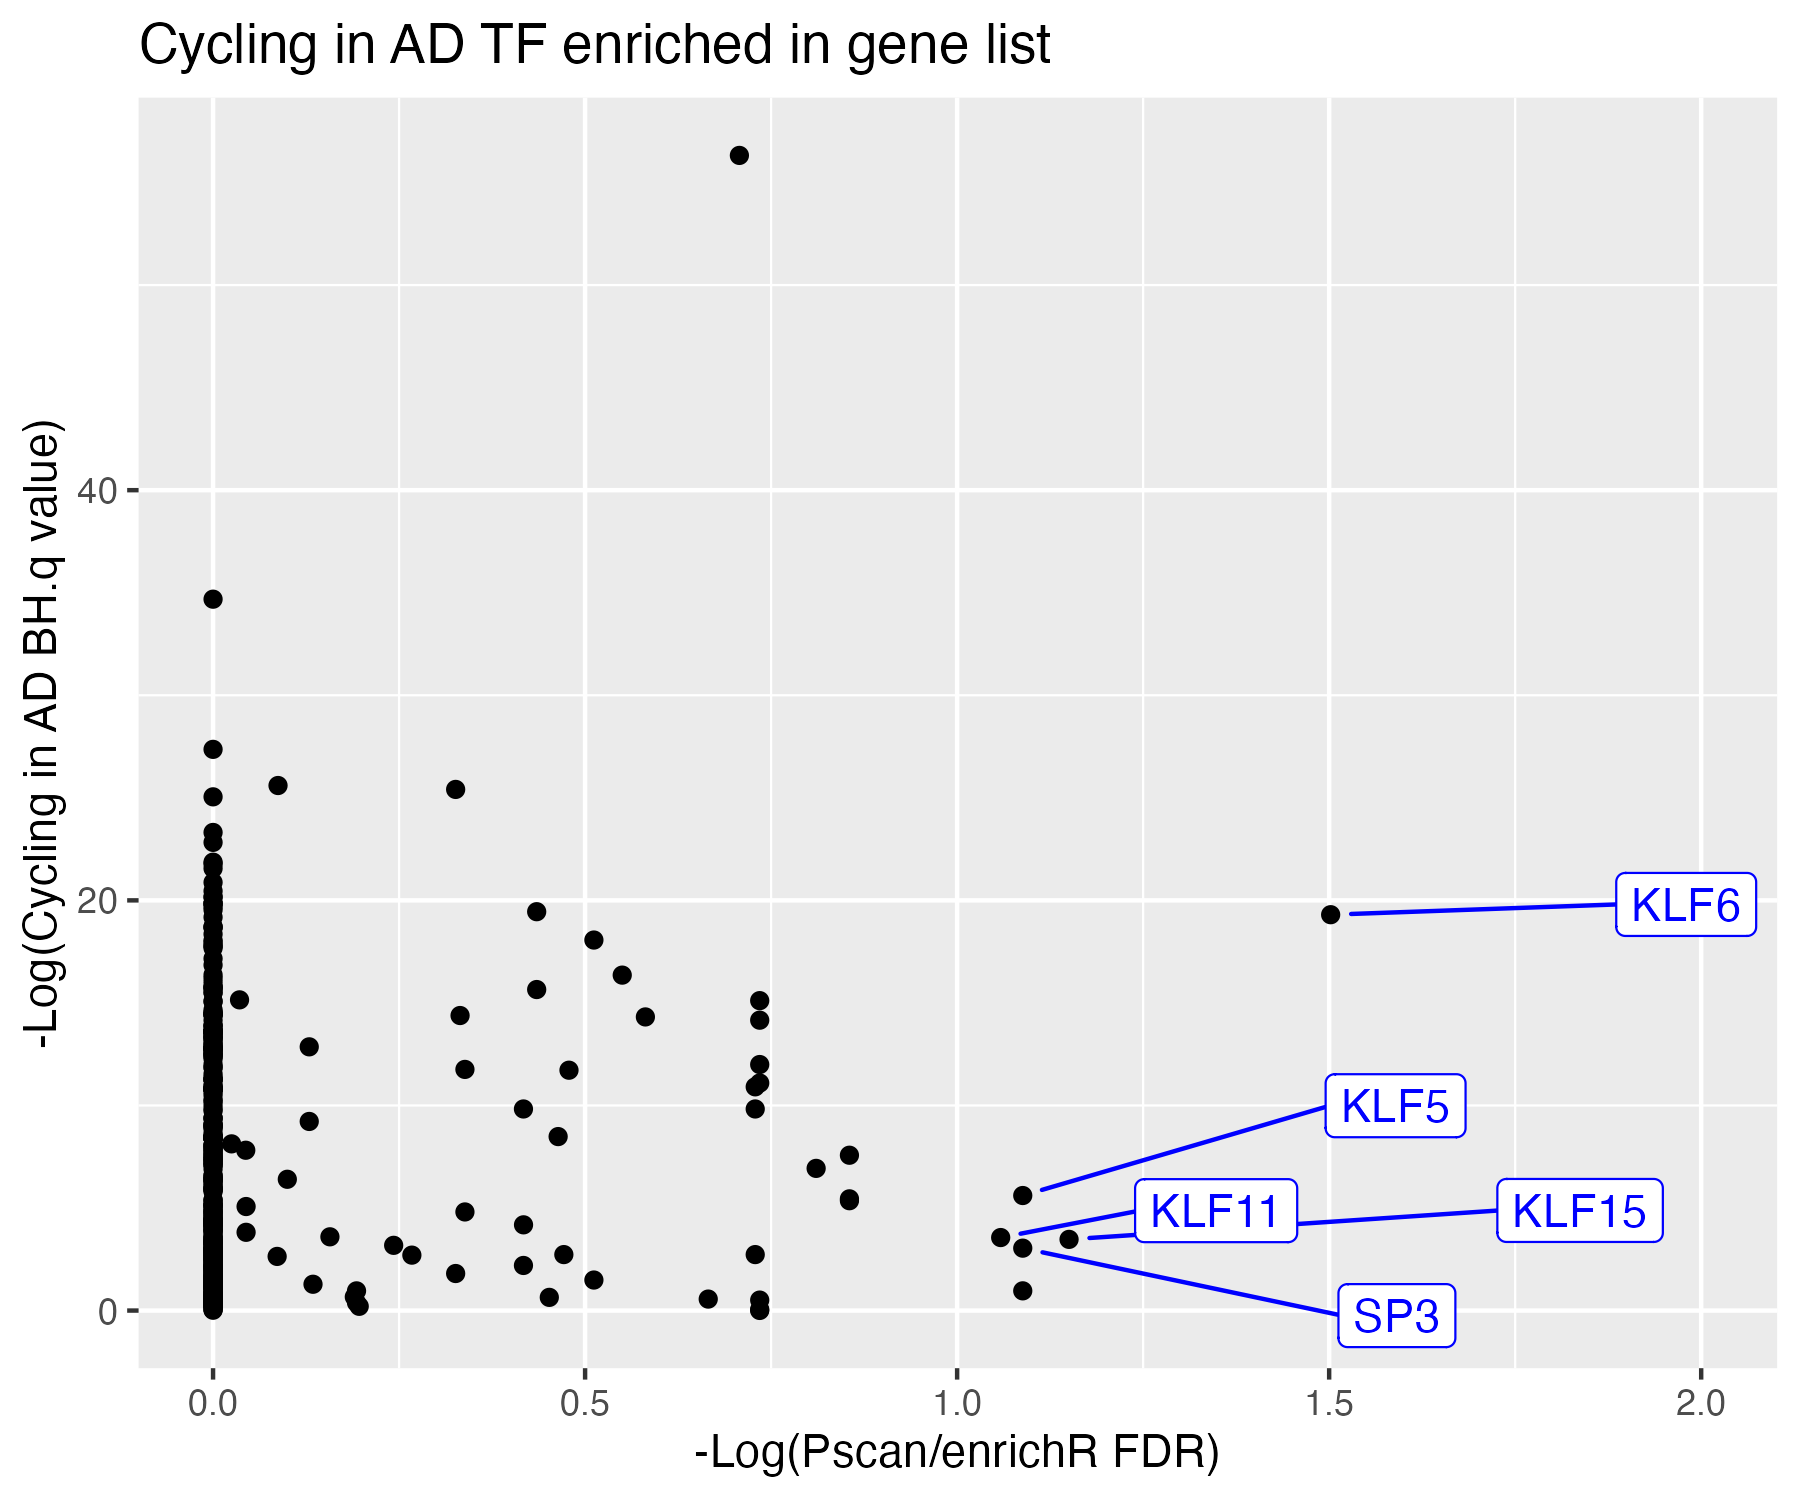 Cycling in AD TF enriched in gene list
-Log(Cycling in AD BH.q value)
40
20
0
KLF6
KLF5
KLF11
KLF15
SP3
0.0
0.5
1.0
1.5
2.0
-Log(Pscan/enrichR FDR)